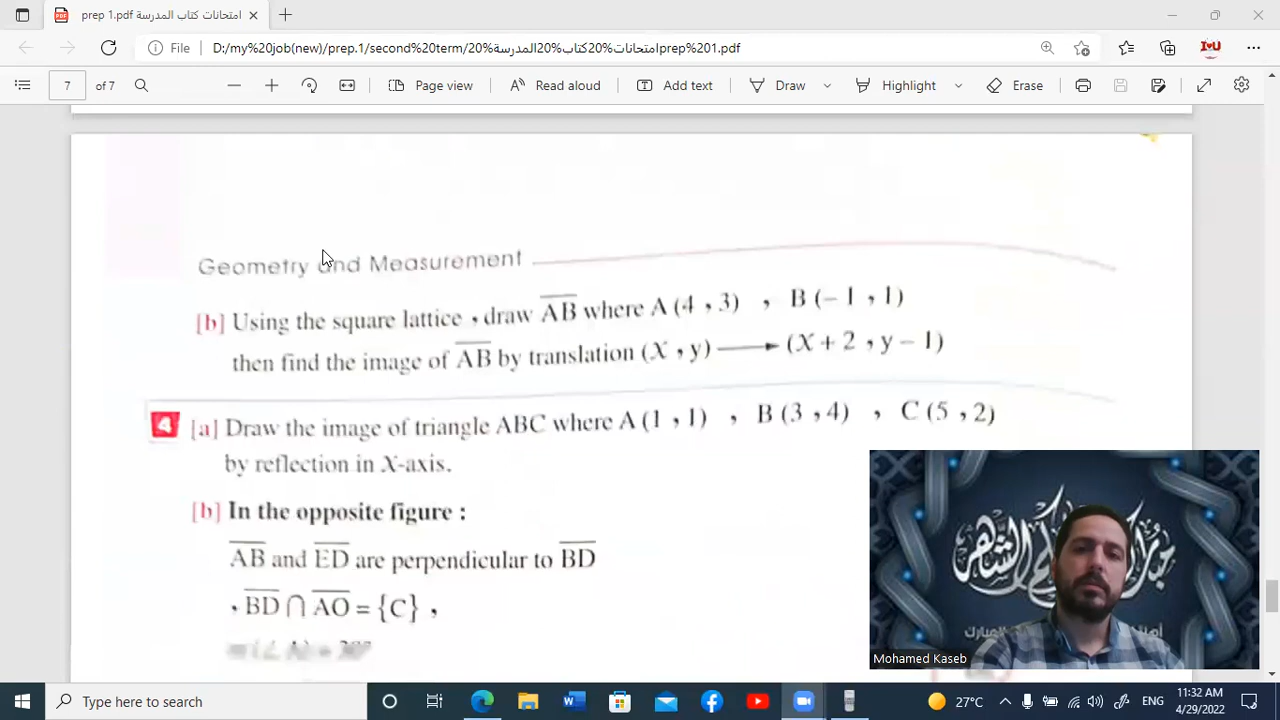 امتحانات كتاب المدرسة prep 1.pdf
File
D:/my%20job(new)/prep.1/second%20term/20%امتحانات%20كتاب%20المدرسةprep%201.pdf
I U
7 of 7
Page view
Read aloud
Add text
Draw
Highlight
Erase
Geometry and Measurement
[b] Using the square lattice , draw AB where A (4 , 3) , B (– 1 , 1)
then find the image of AB by translation (X , y) ⟶ (X + 2 , y – 1)
4 [a] Draw the image of triangle ABC where A (1 , 1) , B (3 , 4) , C (5 , 2)
by reflection in X-axis.
[b] In the opposite figure :
AB and ED are perpendicular to BD
, BD ∩ AO = {C} ,
الشهر
المبارك
Mohamed Kaseb
Type here to search
27°C
ENG
11:32 AM
4/29/2022